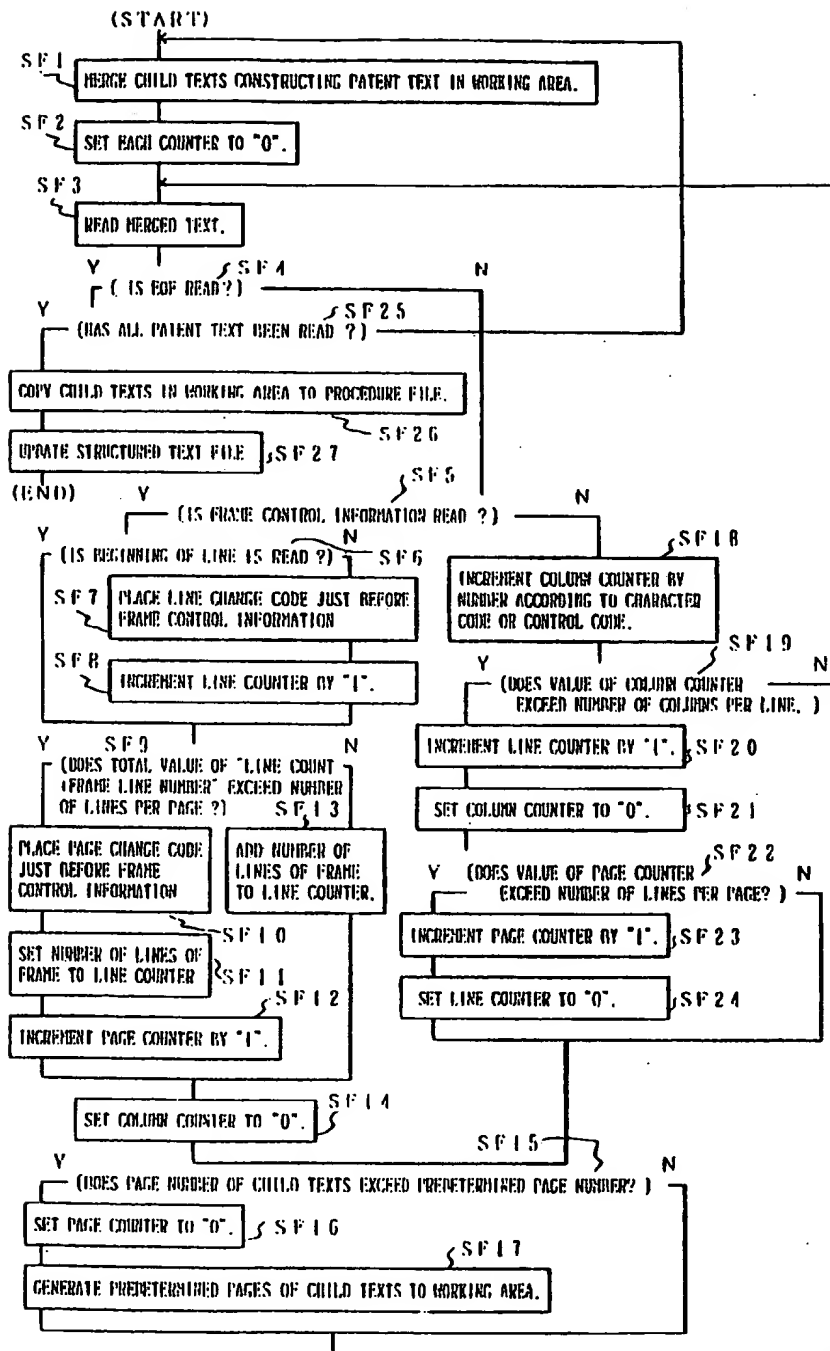 (START)
SF1
MERGE CHILD TEXTS CONSTRUCTING PATENT TEXT IN WORKING AREA.
SF2
SET EACH COUNTER TO "0".
SF3
READ MERGED TEXT.
Y SF4 N
( IS EOF READ?)
Y SF25
(HAS ALL PATENT TEXT BEEN READ ?)
COPY CHILD TEXTS IN WORKING AREA TO PROCEDURE FILE.
SF26
UPDATE STRUCTURED TEXT FILE SF27
(END)
Y SF5 N
(IS FRAME CONTROL INFORMATION READ ?)
Y N
(IS BEGINNING OF LINE IS READ ?) SF6
SF7
PLACE LINE CHANGE CODE JUST BEFORE
FRAME CONTROL INFORMATION
SF8
INCREMENT LINE COUNTER BY "1".
SF18
INCREMENT COLUMN COUNTER BY
NUMBER ACCORDING TO CHARACTER
CODE OR CONTROL CODE.
SF19
Y N
(DOES VALUE OF COLUMN COUNTER
EXCEED NUMBER OF COLUMNS PER LINE. )
INCREMENT LINE COUNTER BY "1". SF20
SET COLUMN COUNTER TO "0". SF21
SF22
Y (DOES VALUE OF PAGE COUNTER N
EXCEED NUMBER OF LINES PER PAGE? )
INCREMENT PAGE COUNTER BY "1". SF23
SET LINE COUNTER TO "0". SF24
Y SF9 N
(DOES TOTAL VALUE OF "LINE COUNT
+FRAME LINE NUMBER" EXCEED NUMBER
OF LINES PER PAGE ?) SF13
PLACE PAGE CHANGE CODE
JUST BEFORE FRAME
CONTROL INFORMATION
ADD NUMBER OF
LINES OF FRAME
TO LINE COUNTER.
SF10
SET NUMBER OF LINES OF
FRAME TO LINE COUNTER SF11
SF12
INCREMENT PAGE COUNTER BY "1".
SET COLUMN COUNTER TO "0". SF14
SF15
Y N
(DOES PAGE NUMBER OF CHILD TEXTS EXCEED PREDETERMINED PAGE NUMBER? )
SET PAGE COUNTER TO "0". SF16
SF17
GENERATE PREDETERMINED PAGES OF CHILD TEXTS TO WORKING AREA.